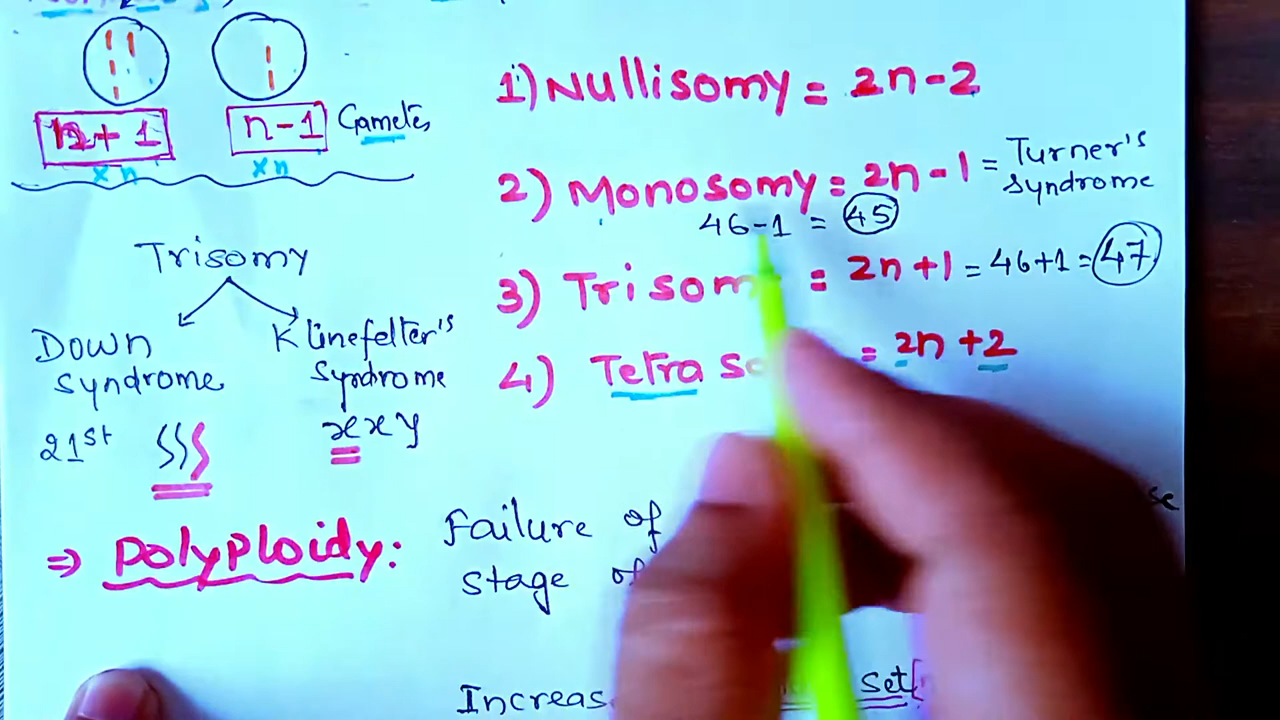 n+1
n-1 Gametes
x n
x n
1) Nullisomy = 2n-2
2) Monosomy = 2n-1 = Turner's
Syndrome
46-1 = 45
3) Trisom = 2n+1 = 46+1 = 47
4) Tetra so = 2n+2
Trisomy
Down
syndrome
21st
Klinefelter's
Syndrome
xxy
⇒ Polyploidy:
Failure of
stage of
Increas set(